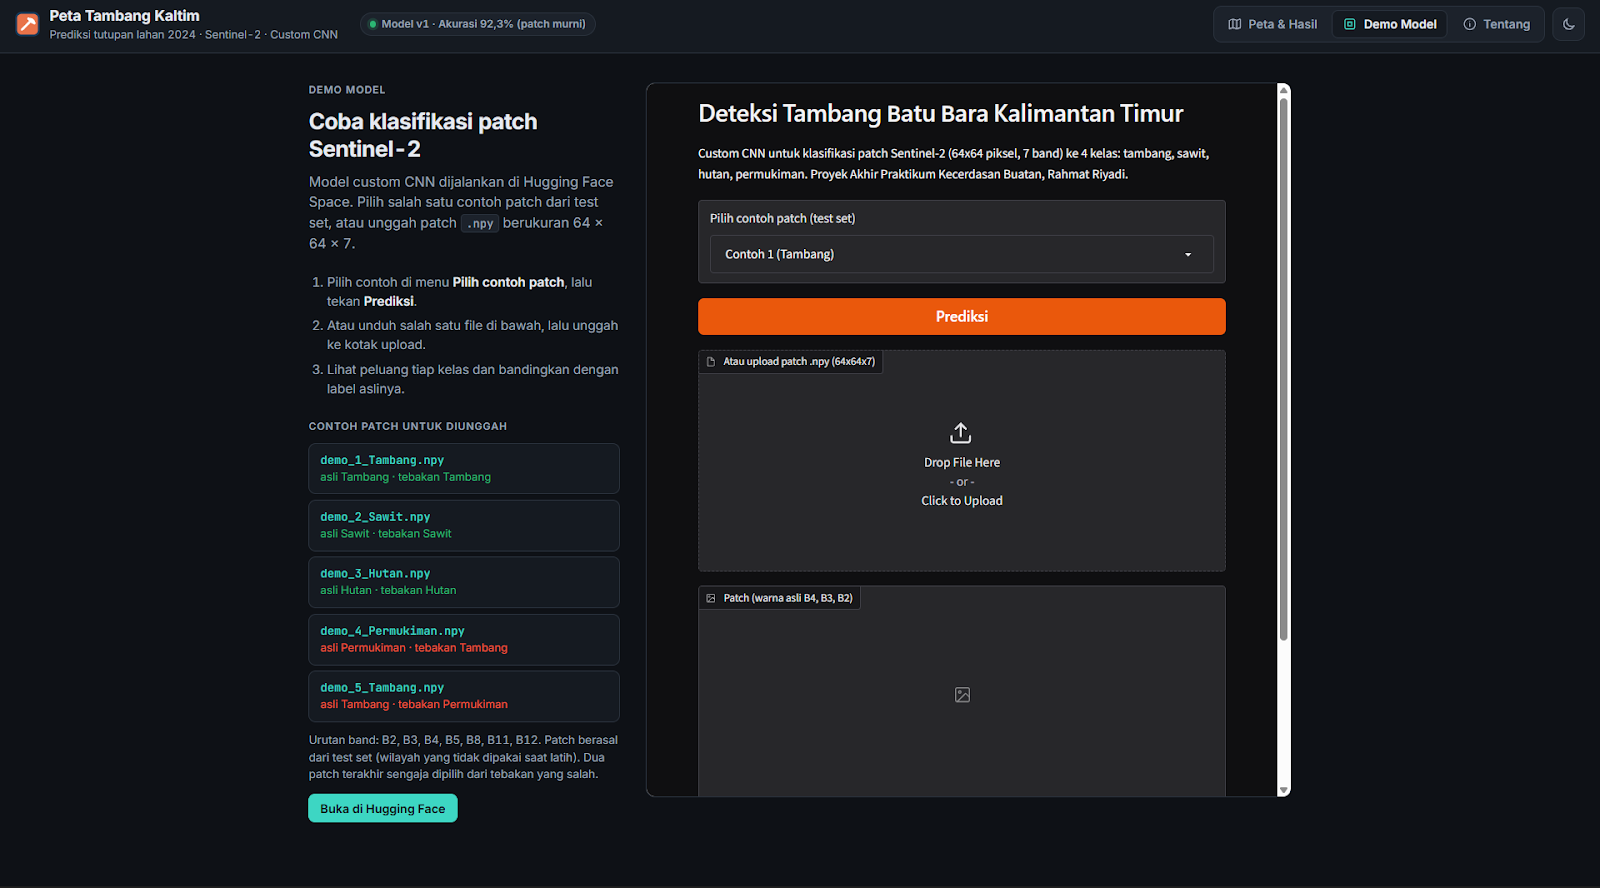 Peta Tambang Kaltim
Prediksi tutupan lahan 2024 · Sentinel-2 · Custom CNN
Model v1 · Akurasi 92,3% (patch murni)
Peta & Hasil
Demo Model
Tentang
DEMO MODEL
Coba klasifikasi patch
Sentinel-2
Model custom CNN dijalankan di Hugging Face
Space. Pilih salah satu contoh patch dari test
set, atau unggah patch .npy berukuran 64 ×
64 × 7.
1. Pilih contoh di menu Pilih contoh patch, lalu
tekan Prediksi.
2. Atau unduh salah satu file di bawah, lalu unggah
ke kotak upload.
3. Lihat peluang tiap kelas dan bandingkan dengan
label aslinya.
CONTOH PATCH UNTUK DIUNGGAH
demo_1_Tambang.npy
asli Tambang · tebakan Tambang
demo_2_Sawit.npy
asli Sawit · tebakan Sawit
demo_3_Hutan.npy
asli Hutan · tebakan Hutan
demo_4_Permukiman.npy
asli Permukiman · tebakan Tambang
demo_5_Tambang.npy
asli Tambang · tebakan Permukiman
Urutan band: B2, B3, B4, B5, B8, B11, B12. Patch berasal
dari test set (wilayah yang tidak dipakai saat latih). Dua
patch terakhir sengaja dipilih dari tebakan yang salah.
Buka di Hugging Face
Deteksi Tambang Batu Bara Kalimantan Timur
Custom CNN untuk klasifikasi patch Sentinel-2 (64x64 piksel, 7 band) ke 4 kelas: tambang, sawit,
hutan, permukiman. Proyek Akhir Praktikum Kecerdasan Buatan, Rahmat Riyadi.
Pilih contoh patch (test set)
Contoh 1 (Tambang)
Prediksi
Atau upload patch .npy (64x64x7)
Drop File Here
- or -
Click to Upload
Patch (warna asli B4, B3, B2)